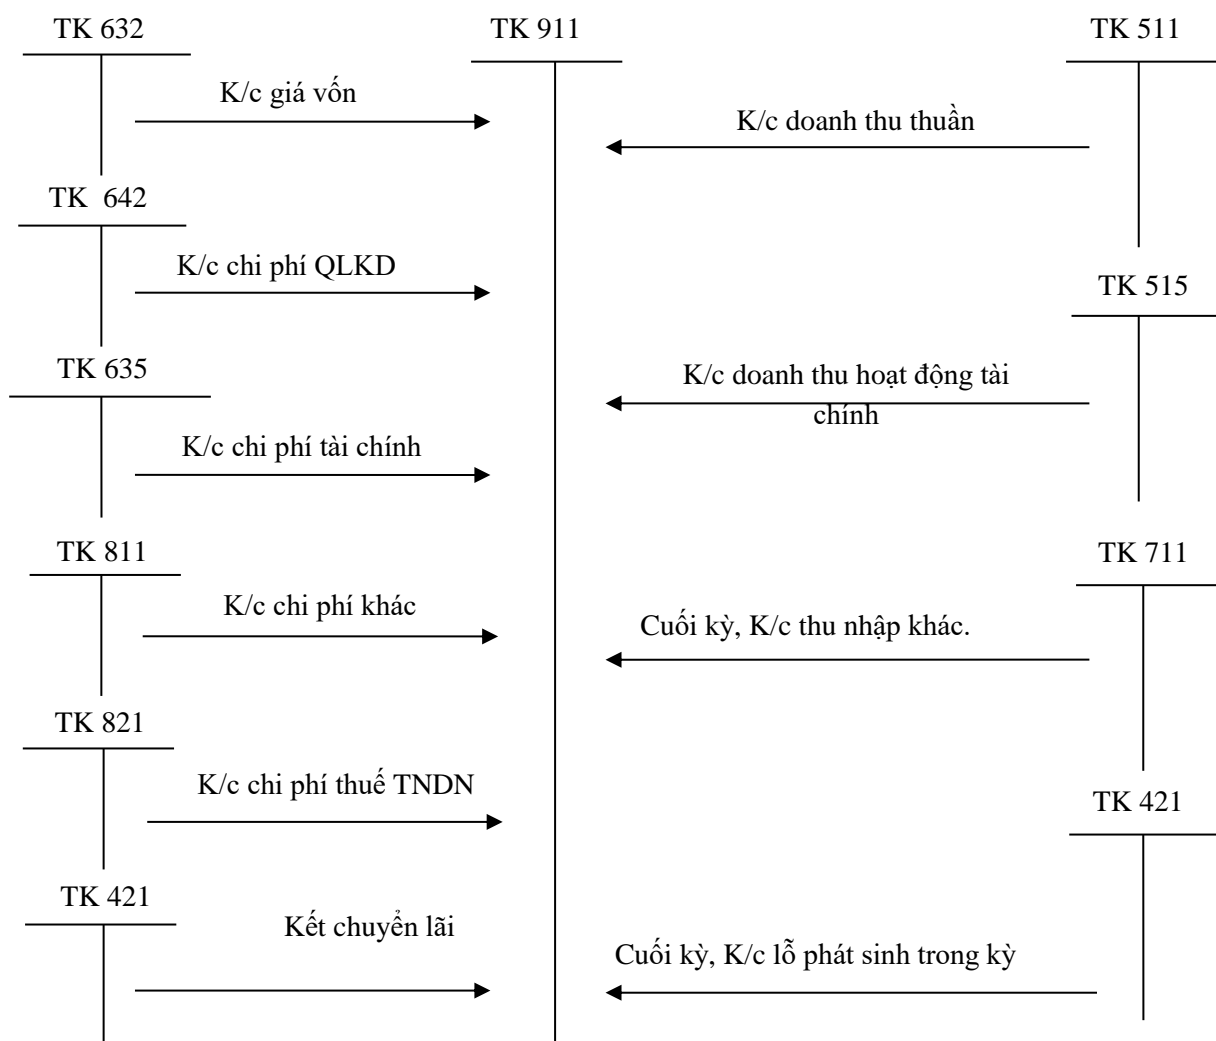 TK 632
TK 911
TK 511
K/c giá vốn
K/c doanh thu thuần
TK 642
K/c chi phí QLKD
TK 515
TK 635
K/c doanh thu hoạt động tài
chính
K/c chi phí tài chính
TK 811
TK 711
K/c chi phí khác
Cuối kỳ, K/c thu nhập khác.
TK 821
K/c chi phí thuế TNDN
TK 421
TK 421
Kết chuyển lãi
Cuối kỳ, K/c lỗ phát sinh trong kỳ